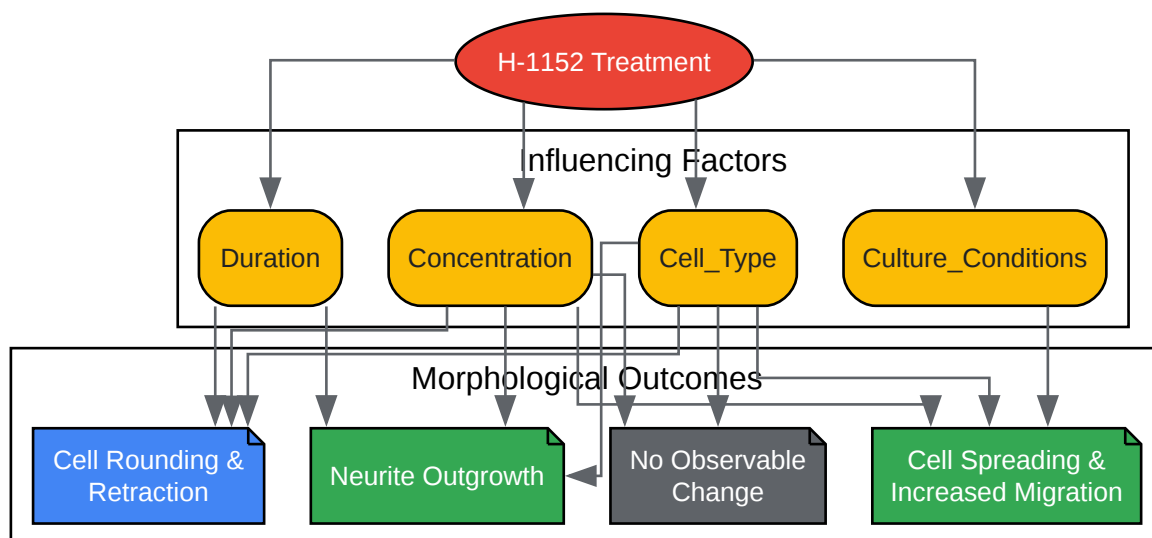 H-1152 Treatment
Influencing Factors
Duration
Concentration
Cell_Type
Culture_Conditions
Morphological Outcomes
Cell Rounding &
Retraction
Neurite Outgrowth
No Observable
Change
Cell Spreading &
Increased Migration